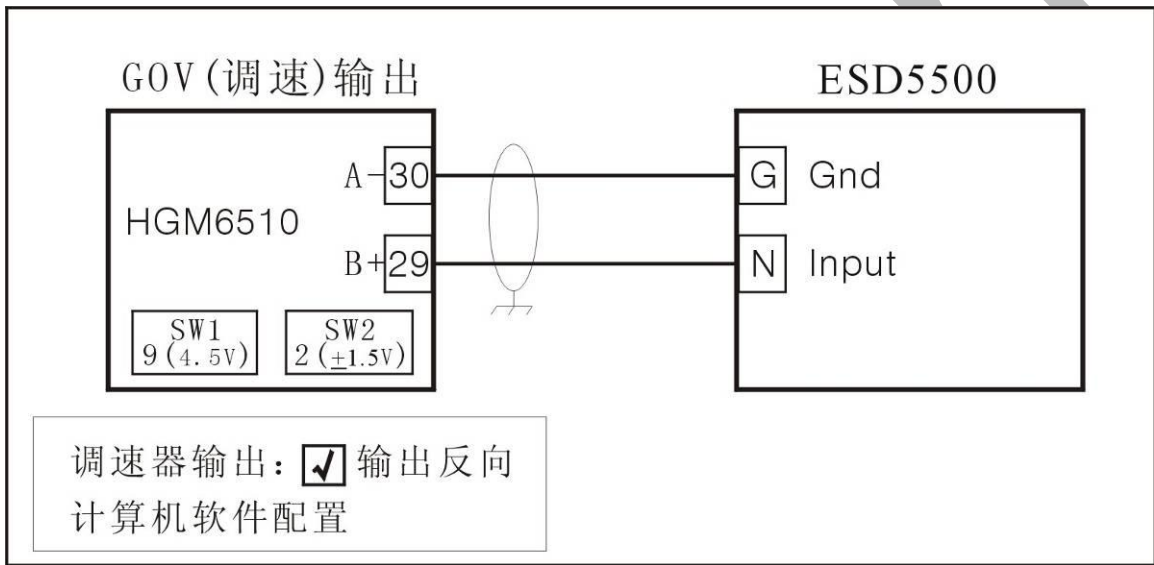 GOV(调速)输出
ESD5500
A-30
G Gnd
HGM6510
B+29
N Input
SW1
9(4.5V)
SW2
2(±1.5V)
调速器输出:☑输出反向
计算机软件配置